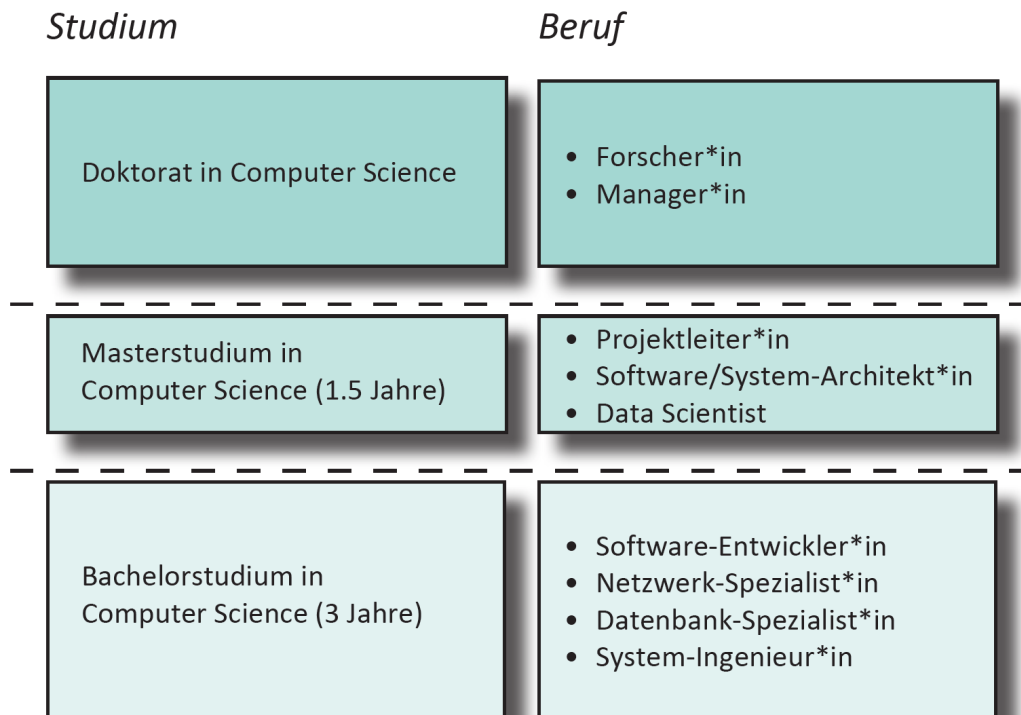 Studium
Beruf
Doktorat in Computer Science
• Forscher*in
• Manager*in
Masterstudium in
Computer Science (1.5 Jahre)
• Projektleiter*in
• Software/System-Architekt*in
• Data Scientist
Bachelorstudium in
Computer Science (3 Jahre)
• Software-Entwickler*in
• Netzwerk-Spezialist*in
• Datenbank-Spezialist*in
• System-Ingenieur*in